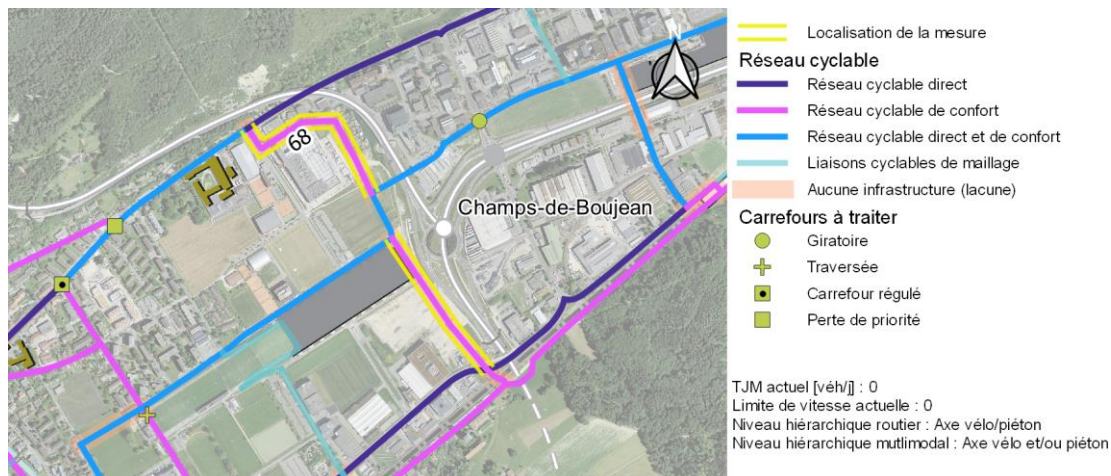 N
68
Champs-de-Boujean
Localisation de la mesure
Réseau cyclable
Réseau cyclable direct
Réseau cyclable de confort
Réseau cyclable direct et de confort
Liaisons cyclables de maillage
Aucune infrastructure (lacune)
Carrefours à traiter
Giratoire
Traversée
Carrefour régulé
Perte de priorité
TJM actuel [véh/j] : 0
Limite de vitesse actuelle : 0
Niveau hiérarchique routier : Axe vélo/piéton
Niveau hiérarchique mutlimodal : Axe vélo et/ou piéton